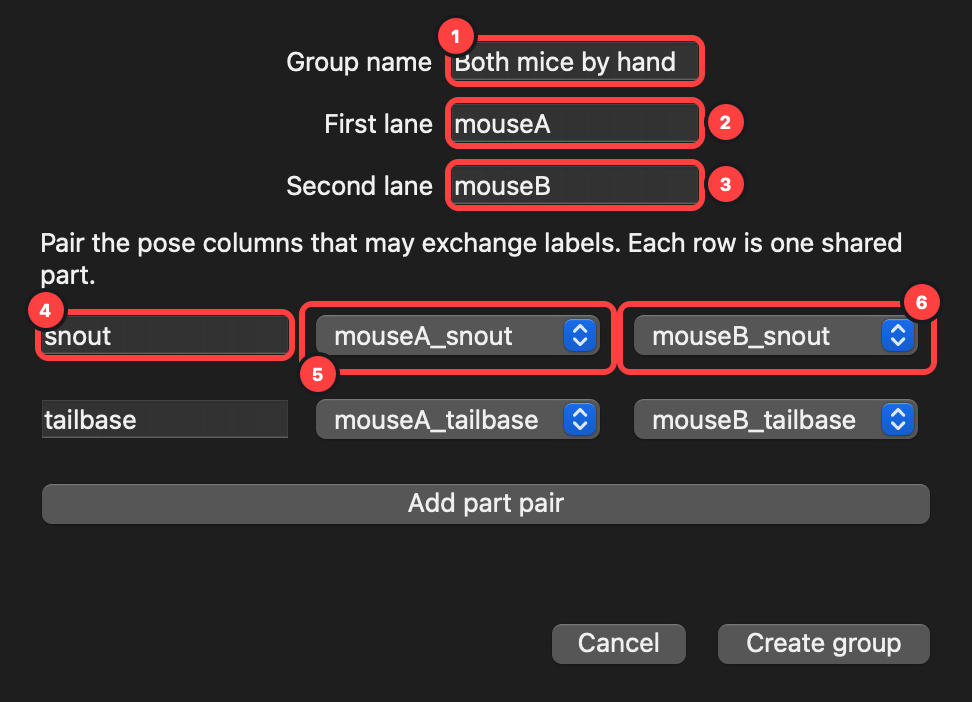 1
Group name Both mice by hand
First lane mouseA 2
Second lane mouseB 3
Pair the pose columns that may exchange labels. Each row is one shared
part.
4 6
snout mouseA_snout mouseB_snout
5
tailbase mouseA_tailbase mouseB_tailbase
Add part pair
Cancel Create group